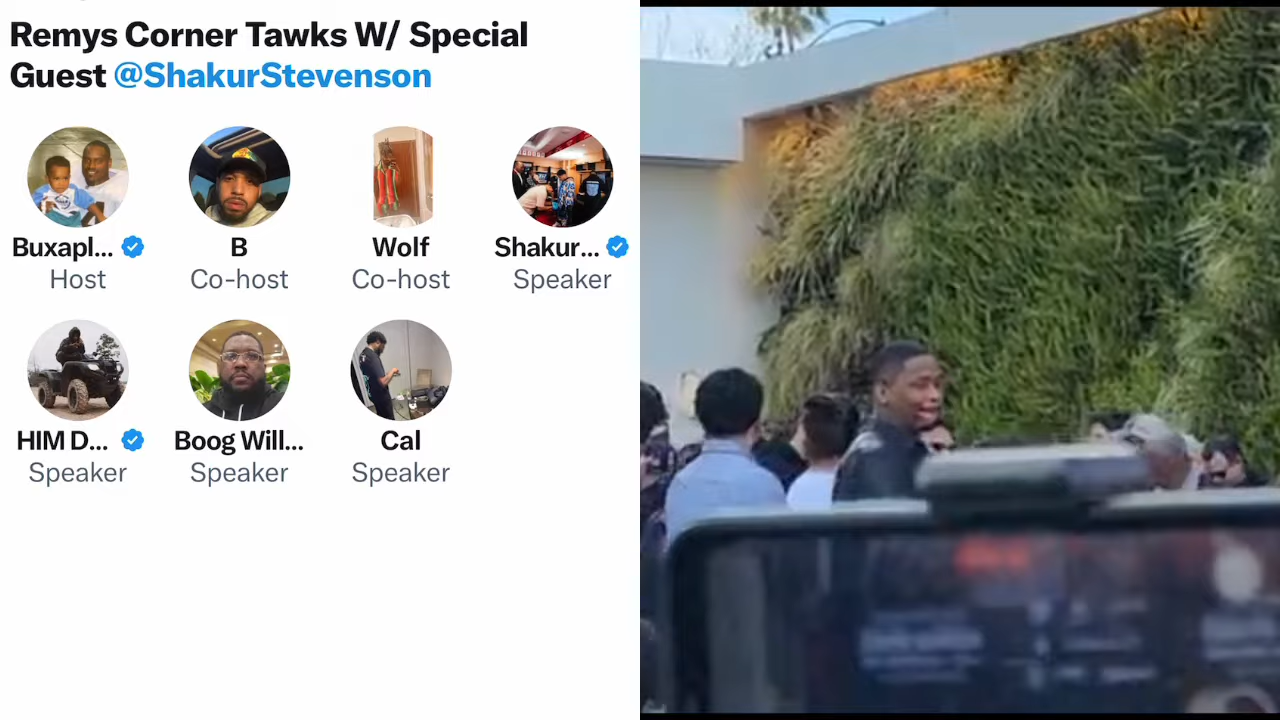 Remys Corner Tawks W/ Special
Guest @ShakurStevenson
Buxapl... B Wolf Shakur...
Host Co-host Co-host Speaker
HIM D... Boog Will... Cal
Speaker Speaker Speaker